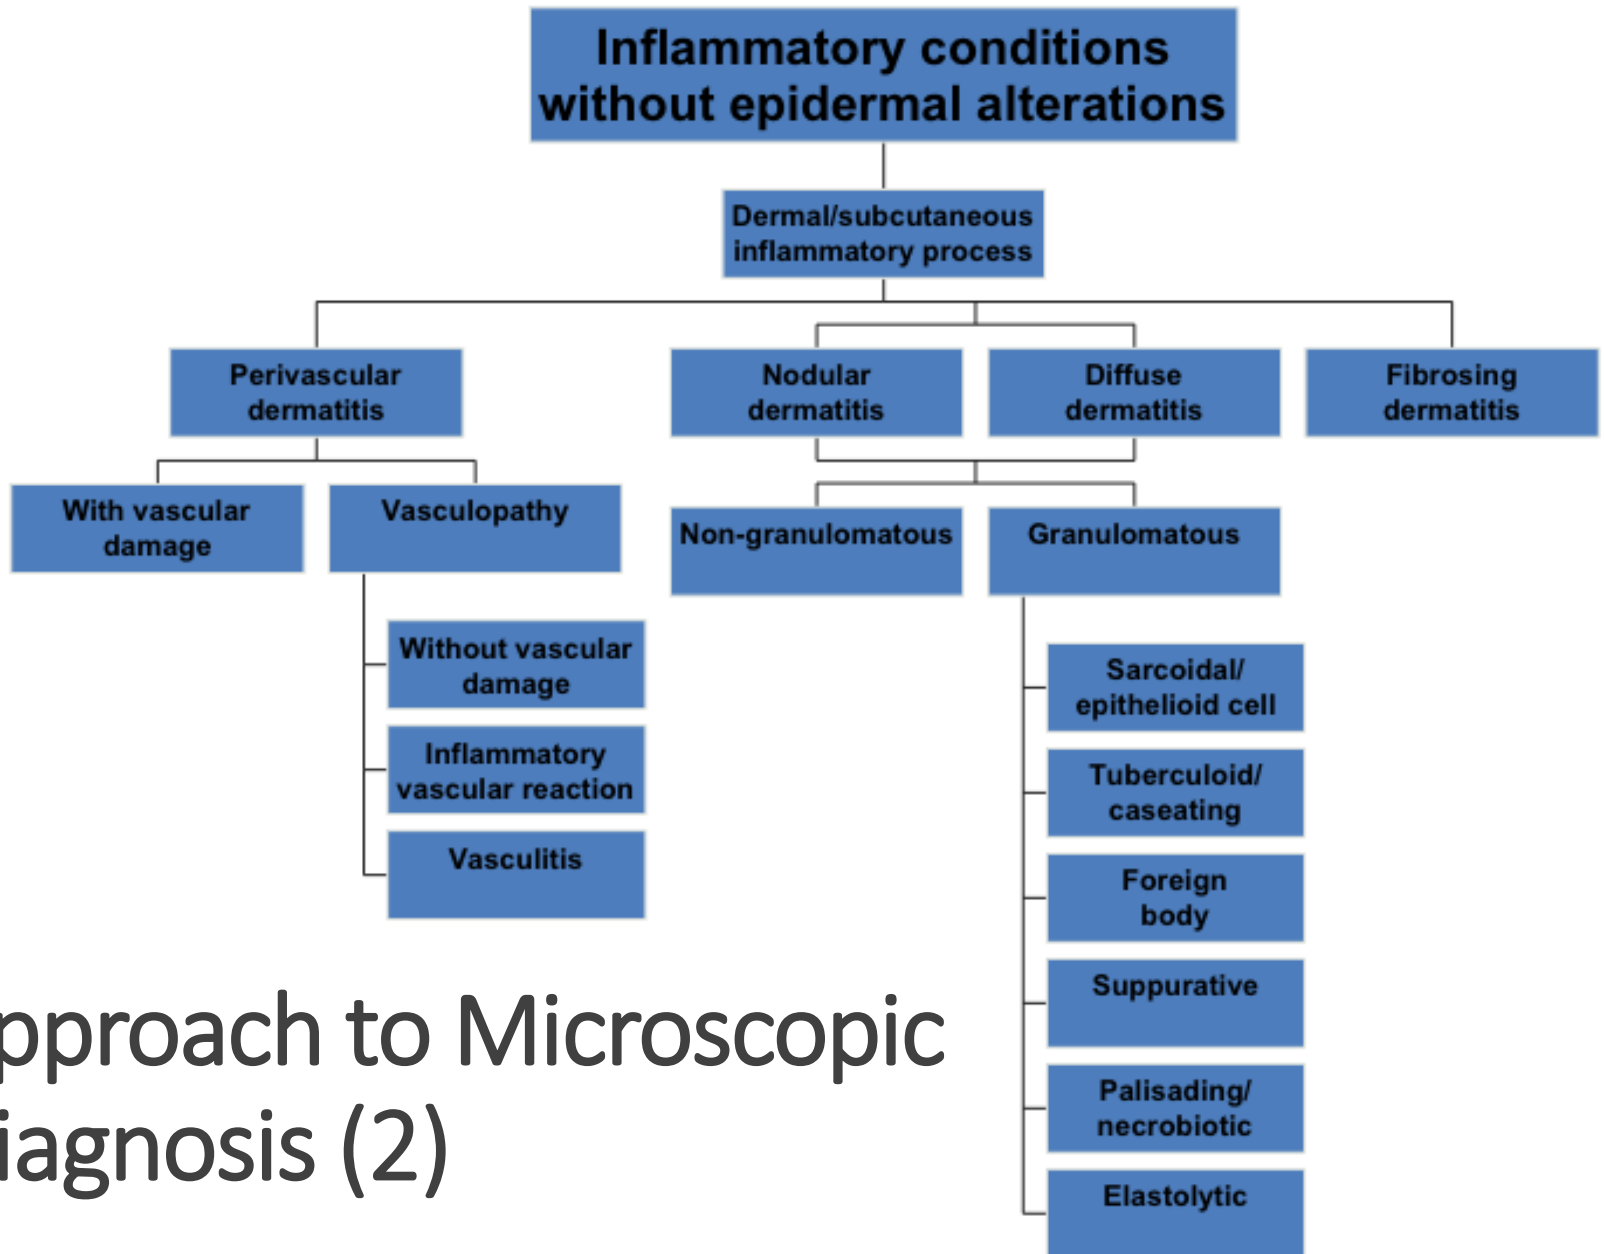 Inflammatory conditions
without epidermal alterations
Dermal/subcutaneous
inflammatory process
Perivascular
dermatitis
Nodular
dermatitis
Diffuse
dermatitis
Fibrosing
dermatitis
With vascular
damage
Vasculopathy
Non-granulomatous
Granulomatous
Without vascular
damage
Inflammatory
vascular reaction
Vasculitis
Sarcoidal/
epithelioid cell
Tuberculoid/
caseating
Foreign
body
Suppurative
Palisading/
necrobiotic
Elastolytic
pproach to Microscopic
iagnosis (2)